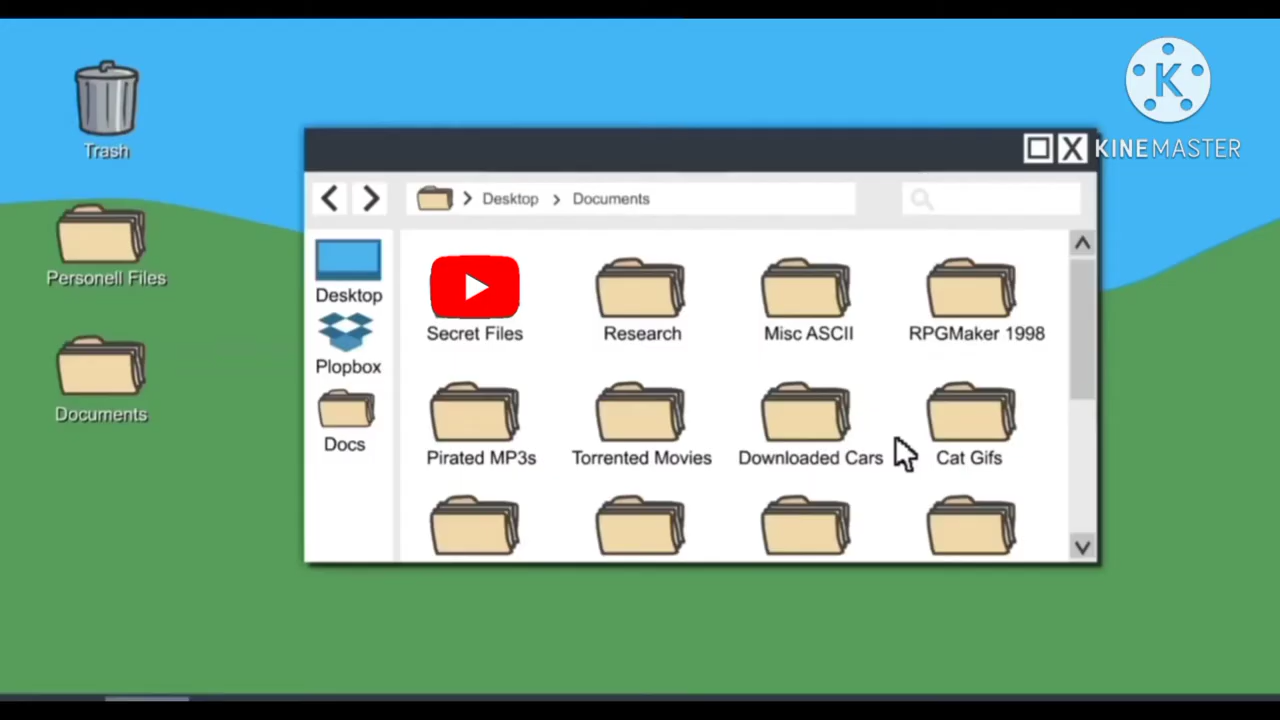 K
KINEMASTER
Trash
Personell Files
Documents
X
Desktop
Documents
Desktop
Plopbox
Docs
Secret Files
Research
Misc ASCII
RPGMaker 1998
Pirated MP3s
Torrented Movies
Downloaded Cars
Cat Gifs